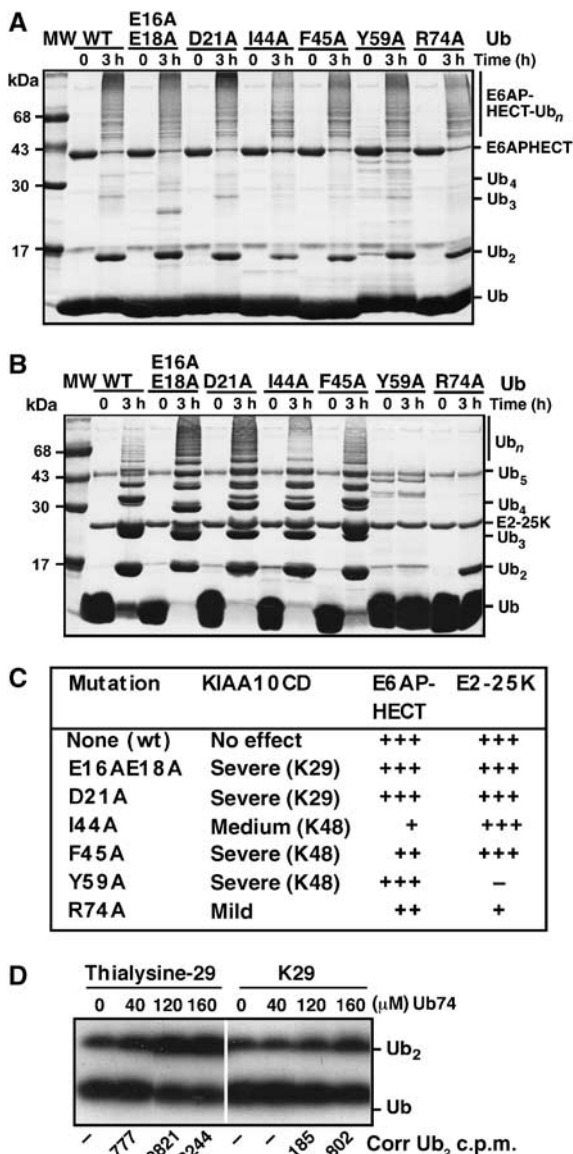 A
MW WT E16A E18A D21A I44A F45A Y59A R74A Ub
0 3 h 0 3 h 0 3 h 0 3 h 0 3 h 0 3 h 0 3 h Time (h)
kDa
E6AP-
HECT-Ubn
68
43
E6APHECT
30
Ub4
Ub3
17
Ub2
Ub
B
MW WT E16A E18A D21A I44A F45A Y59A R74A Ub
0 3 h 0 3 h 0 3 h 0 3 h 0 3 h 0 3 h 0 3 h Time (h)
kDa
Ubn
68
Ub5
43
30
Ub4
E2-25K
Ub3
17
Ub2
Ub
C
Mutation KIAA10CD E6AP-HECT E2-25K
None (wt) No effect +++ +++
E16AE18A Severe (K29) +++ +++
D21A Severe (K29) +++ +++
I44A Medium (K48) + +++
F45A Severe (K48) ++ +++
Y59A Severe (K48) +++ –
R74A Mild ++ +
D
Thialysine-29 K29
0 40 120 160 0 40 120 160 (μM) Ub74
Ub2
Ub
– 777 – – 185 802 Corr Ub2 c.p.m.